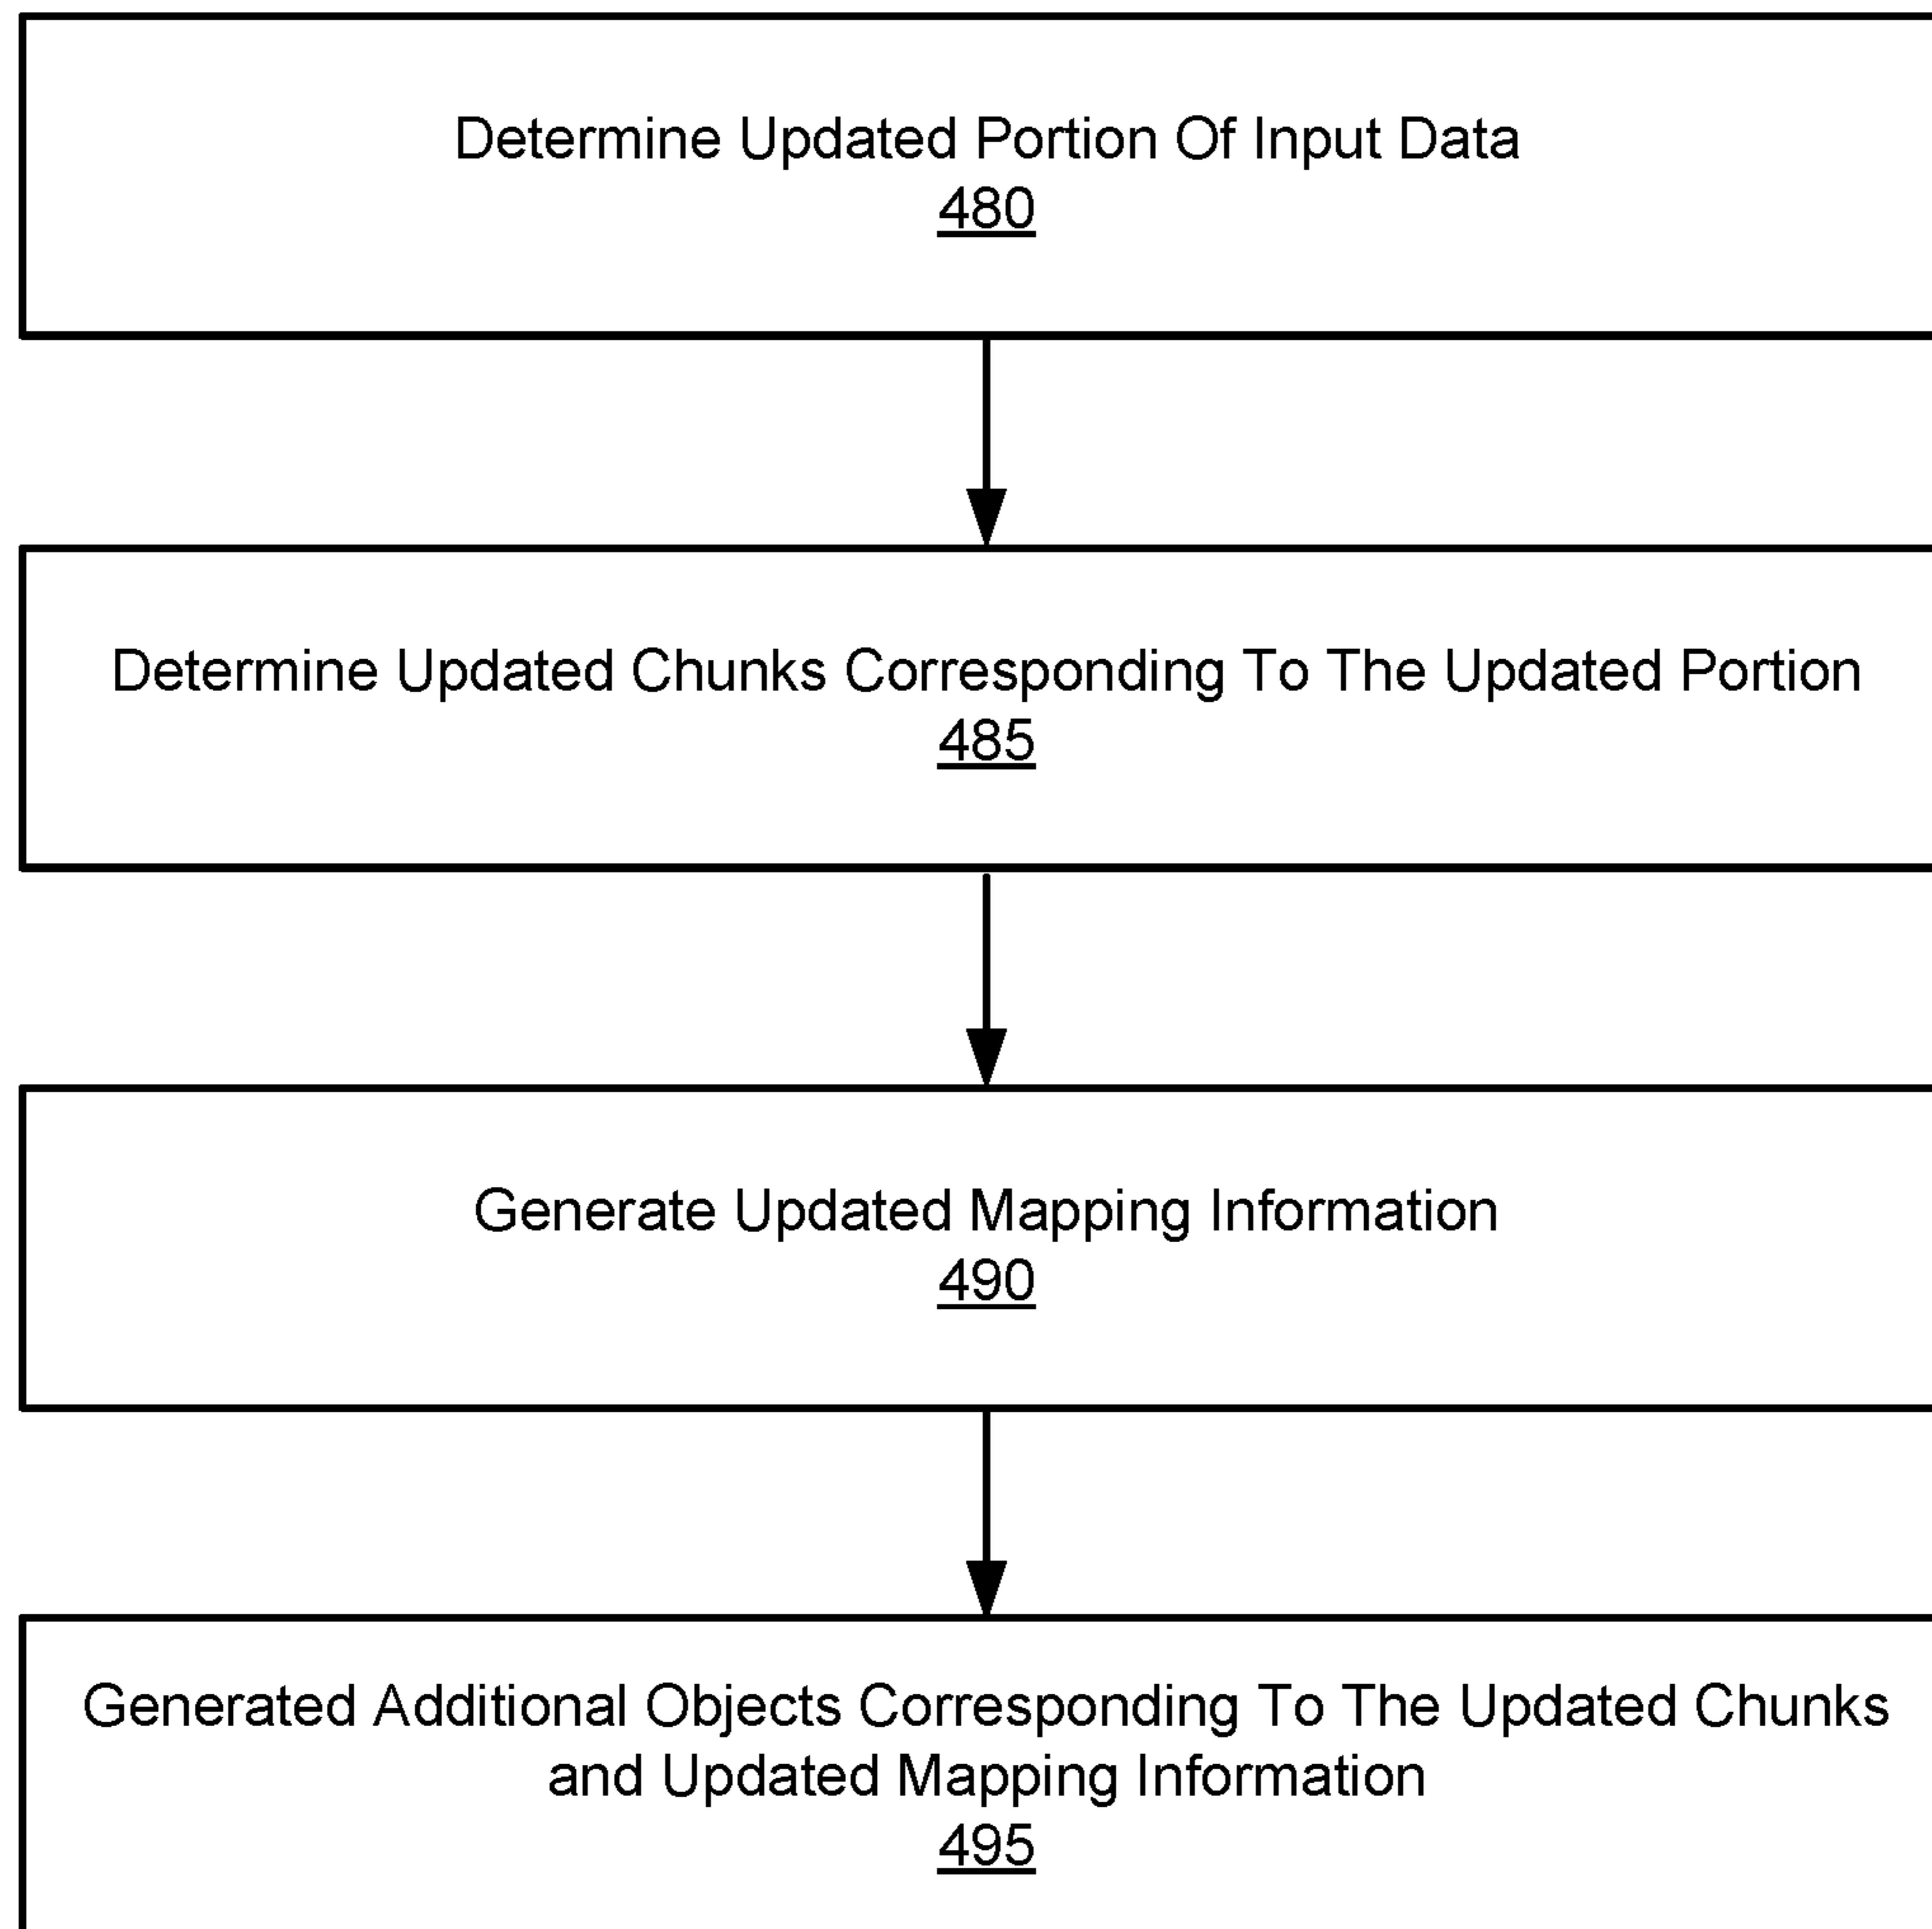 Determine Updated Portion Of Input Data
480
Determine Updated Chunks Corresponding To The Updated Portion
485
Generate Updated Mapping Information
490
Generated Additional Objects Corresponding To The Updated Chunks
and Updated Mapping Information
495